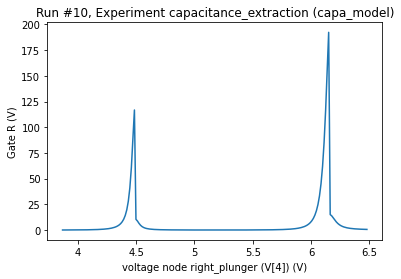 Run #10, Experiment capacitance_extraction (capa_model)
200
175
150
125
100
75
50
25
0
Gate R (V)
4 4.5 5 5.5 6 6.5
voltage node right_plunger (V[4]) (V)